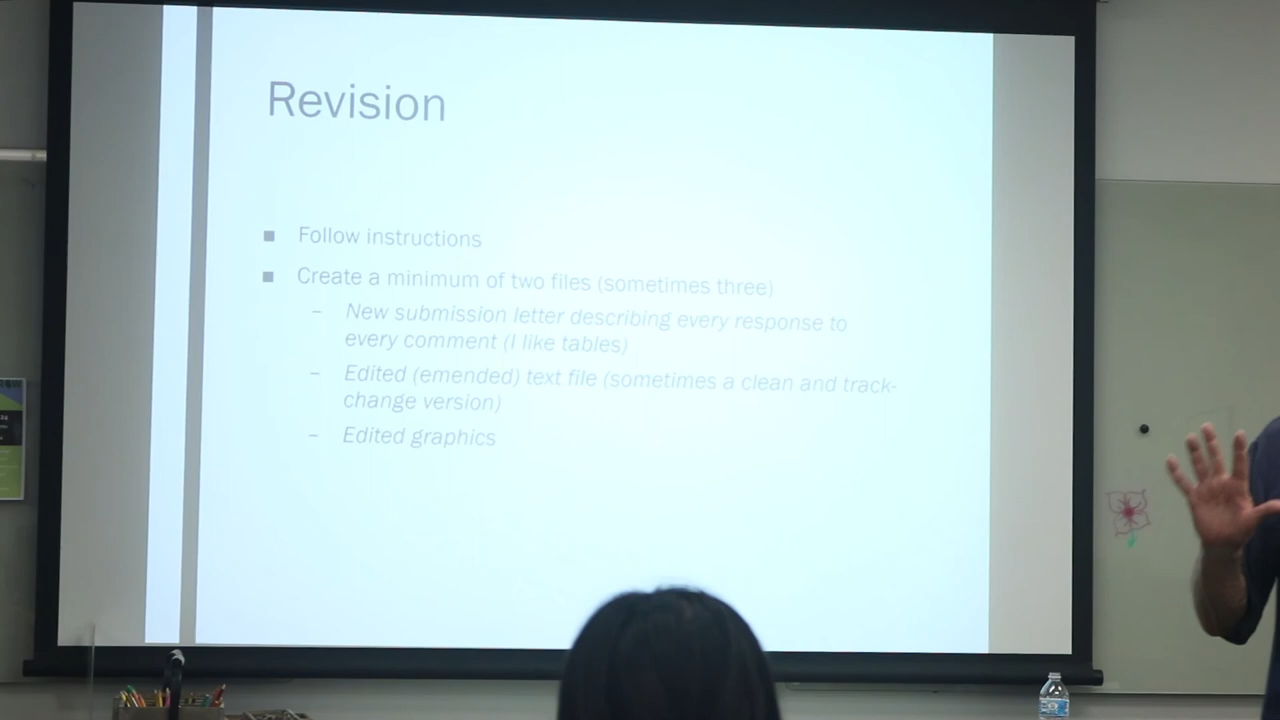 Revision
■ Follow instructions
■ Create a minimum of two files (sometimes three)
– New submission letter describing every response to
every comment (I like tables)
– Edited (emended) text file (sometimes a clean and track-
change version)
– Edited graphics